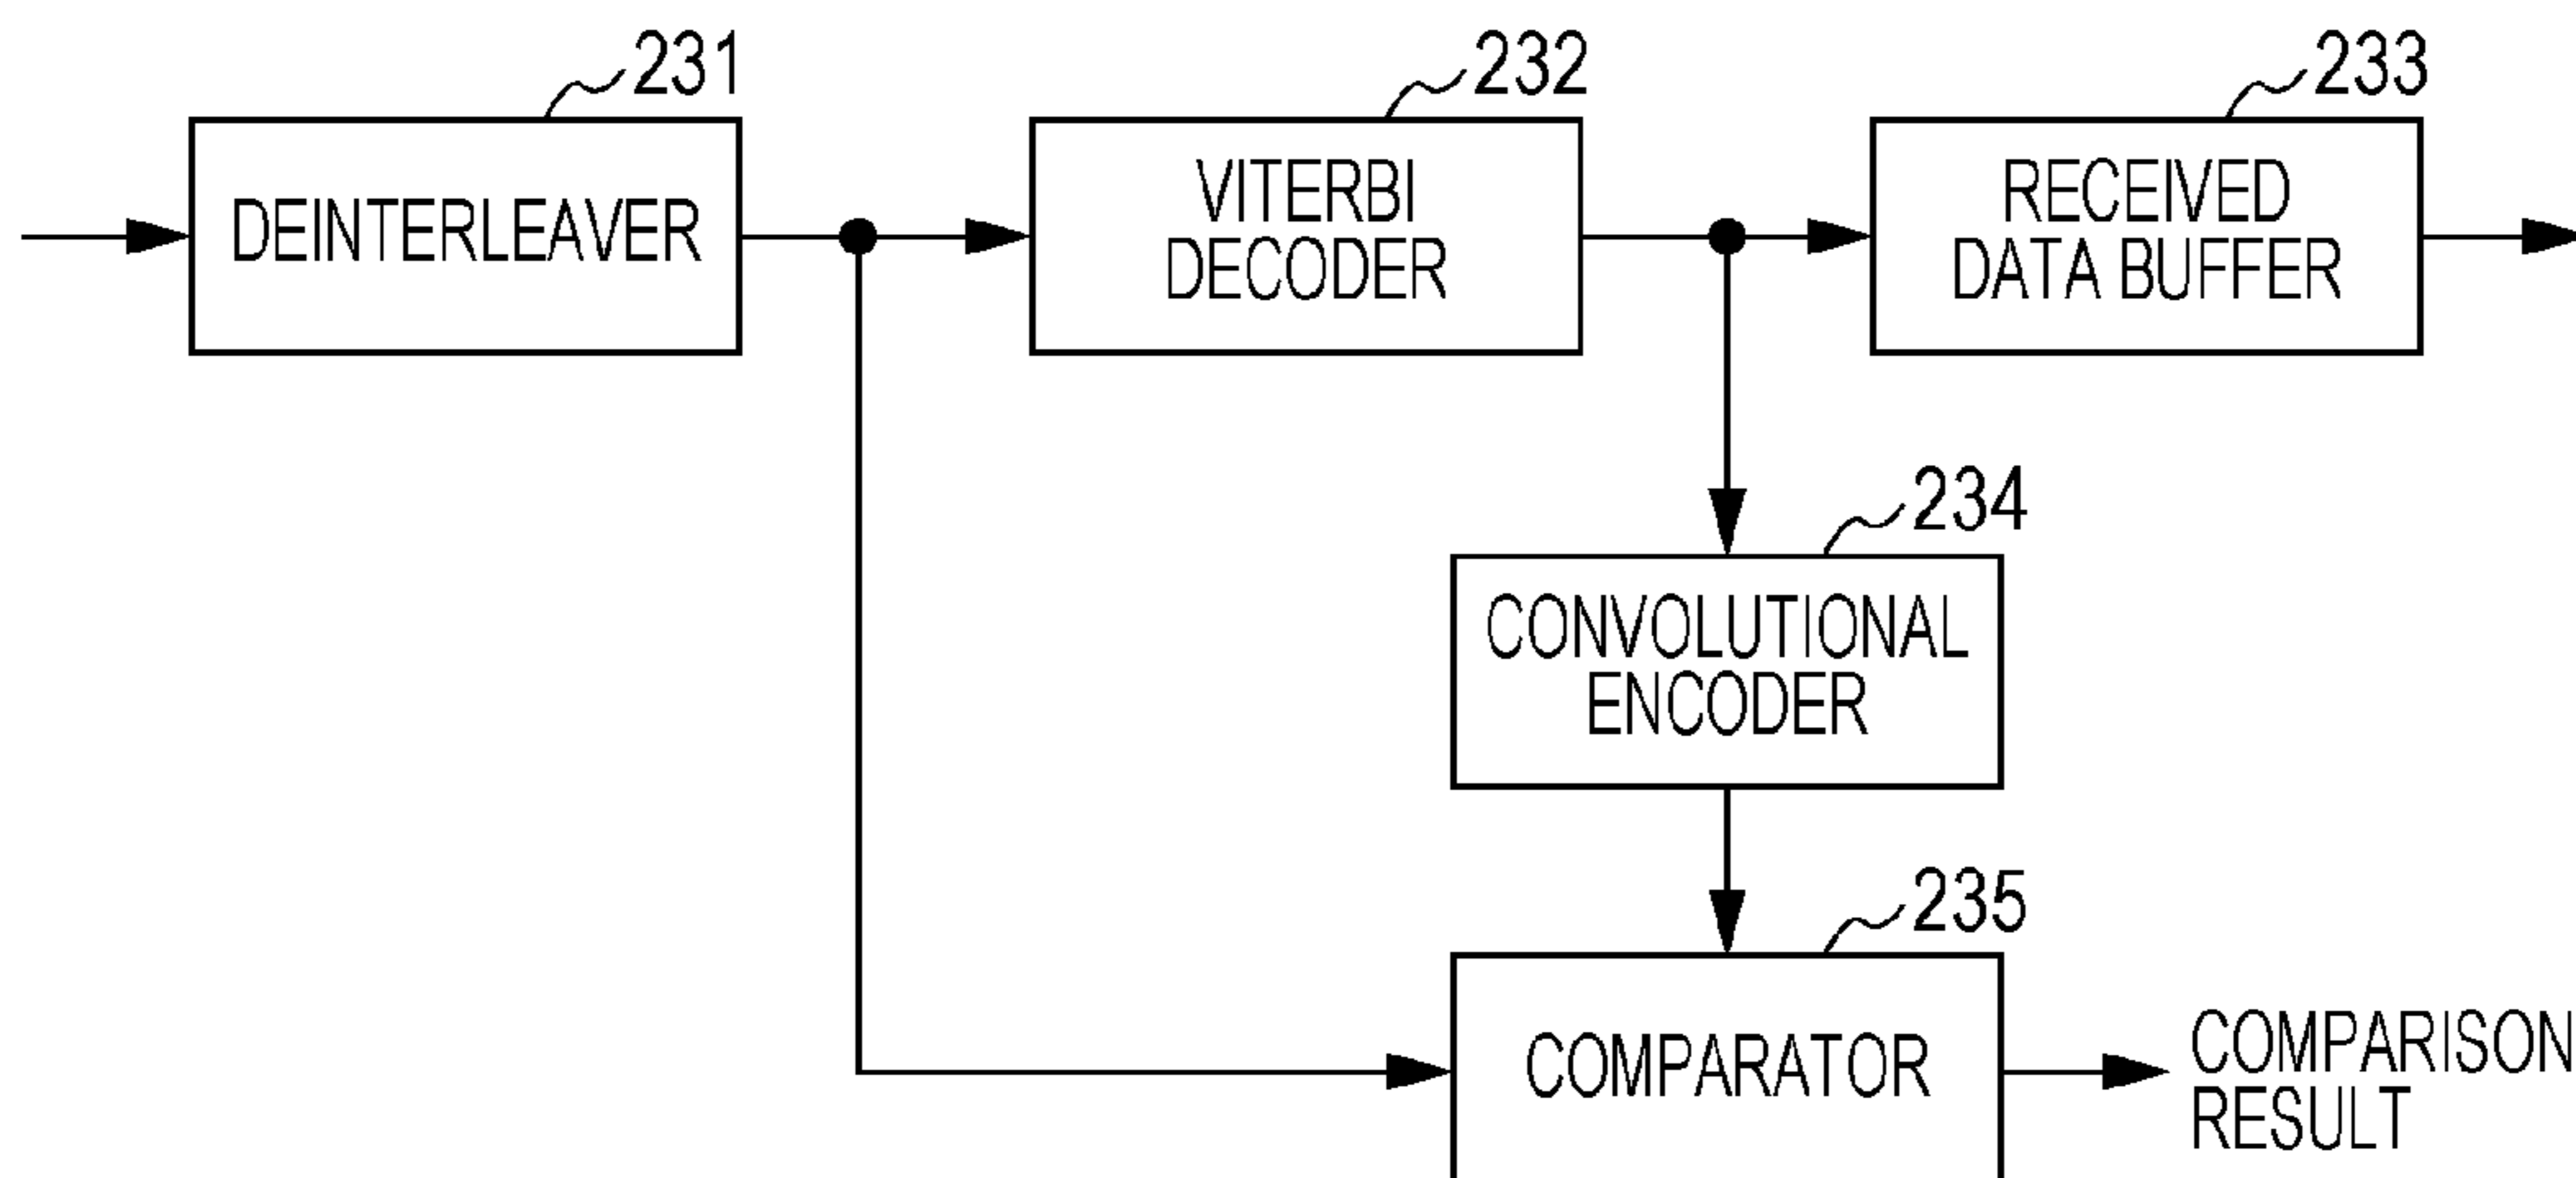 231
232
233
DEINTERLEAVER
VITERBI
DECODER
RECEIVED
DATA BUFFER
234
CONVOLUTIONAL
ENCODER
235
COMPARATOR
COMPARISON
RESULT